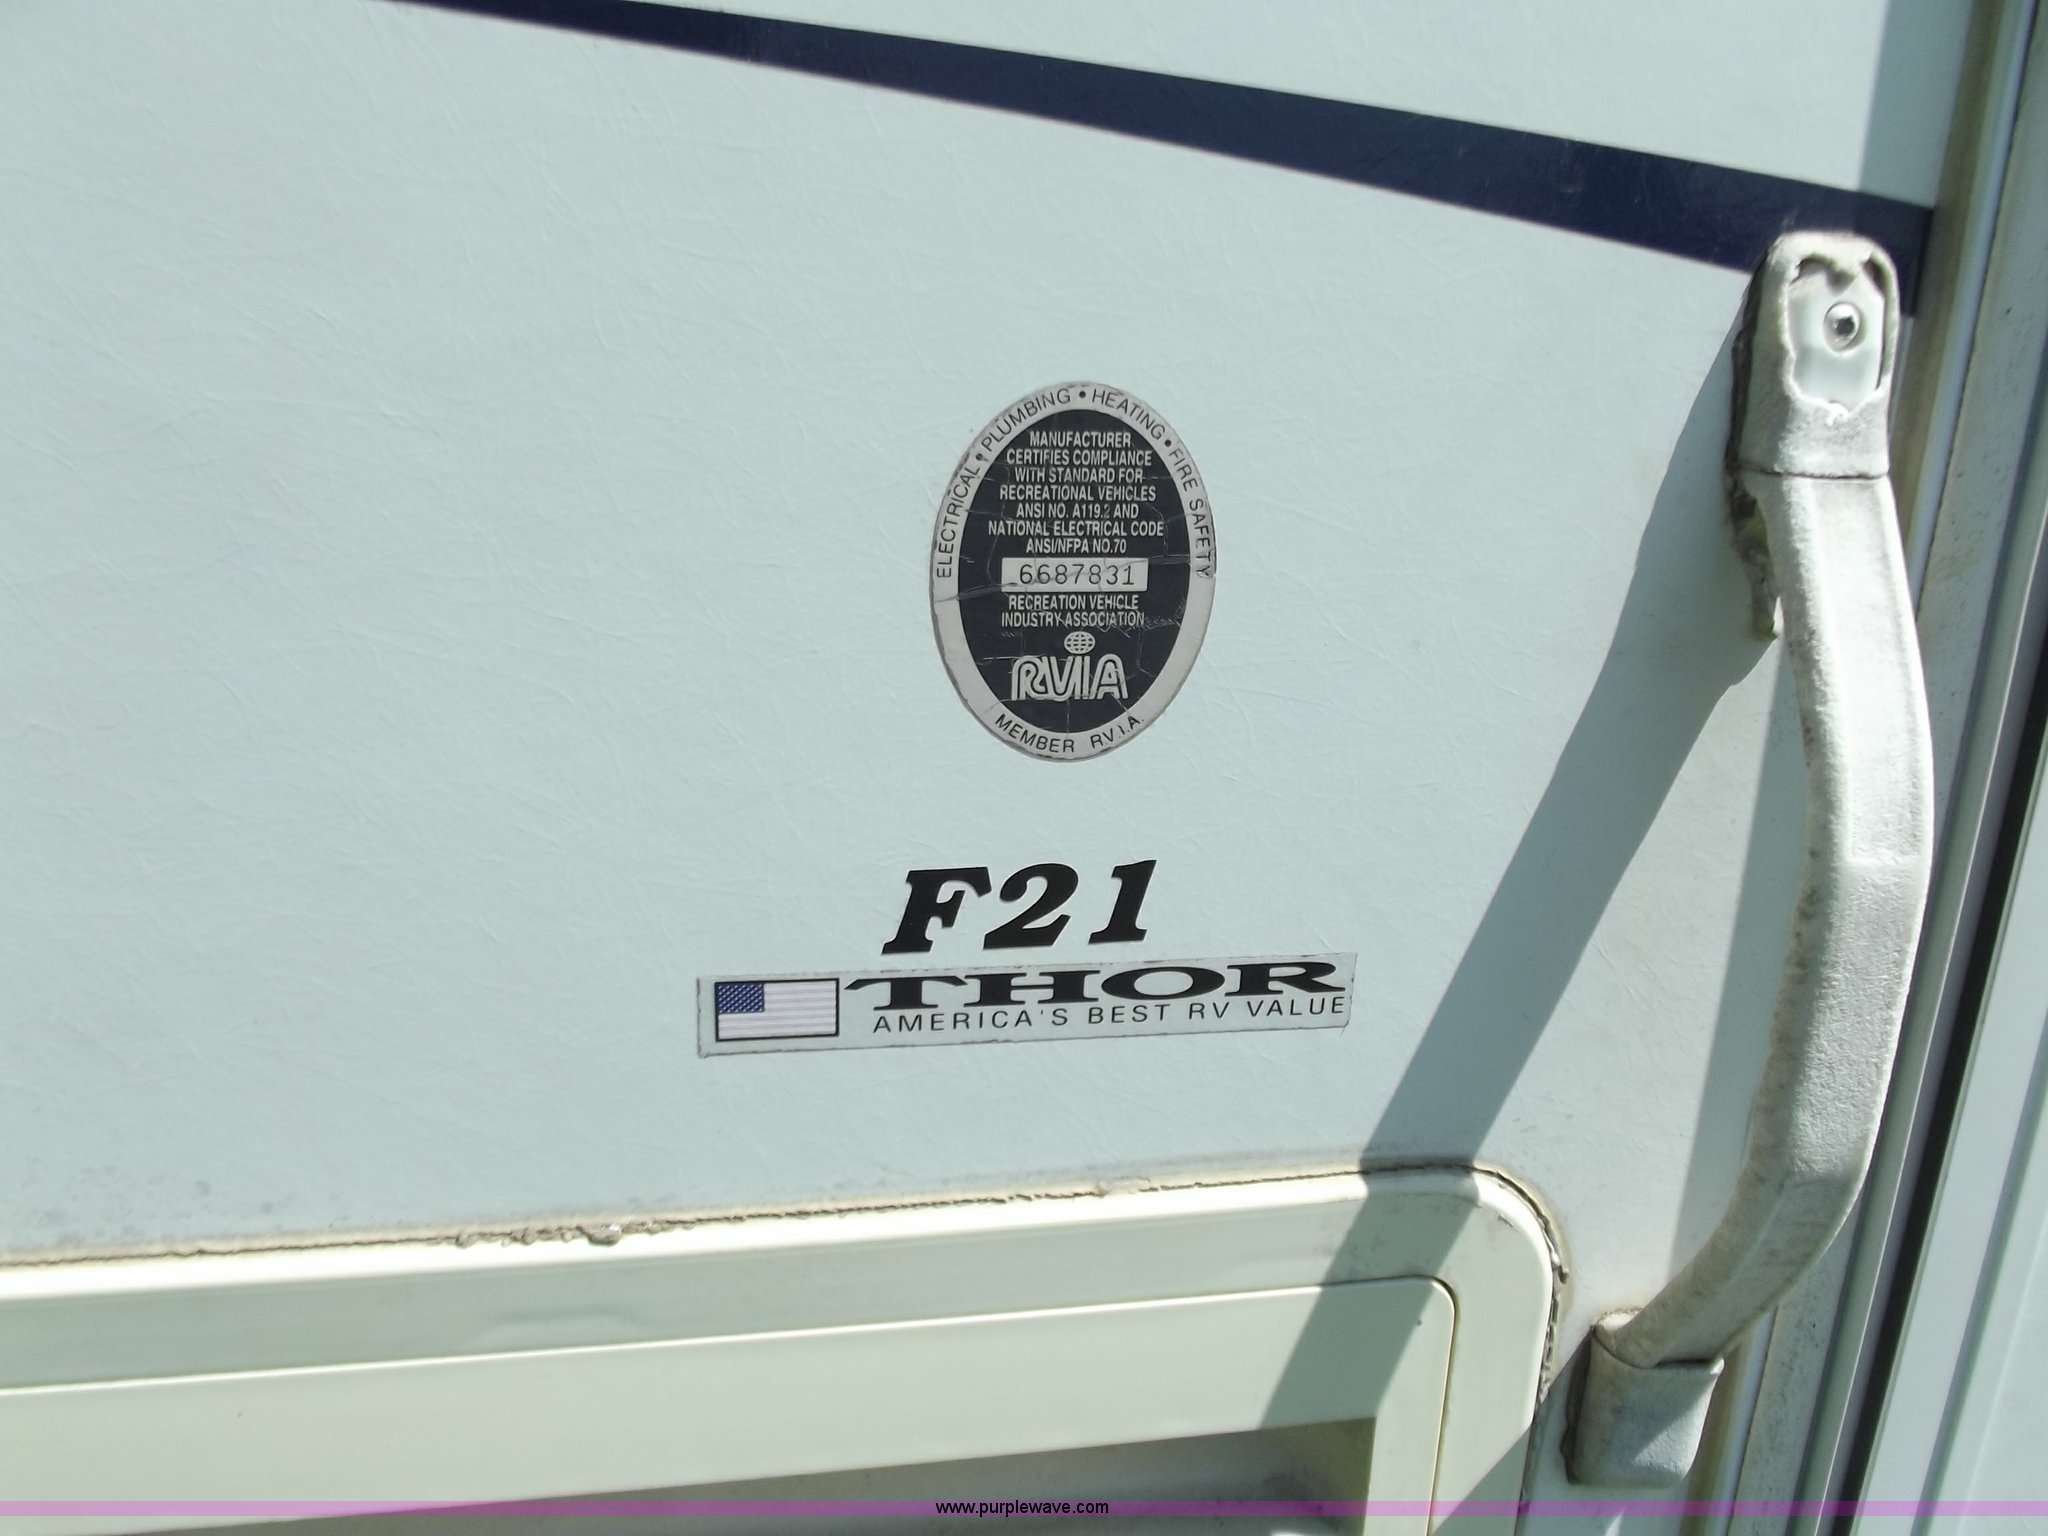 ELECTRICAL • PLUMBING • HEATING • FIRE SAFETY
MANUFACTURER
CERTIFIES COMPLIANCE
WITH STANDARD FOR
RECREATIONAL VEHICLES
ANSI NO. A119.2 AND
NATIONAL ELECTRICAL CODE
ANSI/NFPA NO.70
6687831
RECREATION VEHICLE
INDUSTRY ASSOCIATION
RVIA
MEMBER R.V.I.A.
F21
THOR
AMERICA'S BEST RV VALUE
www.purplewave.com